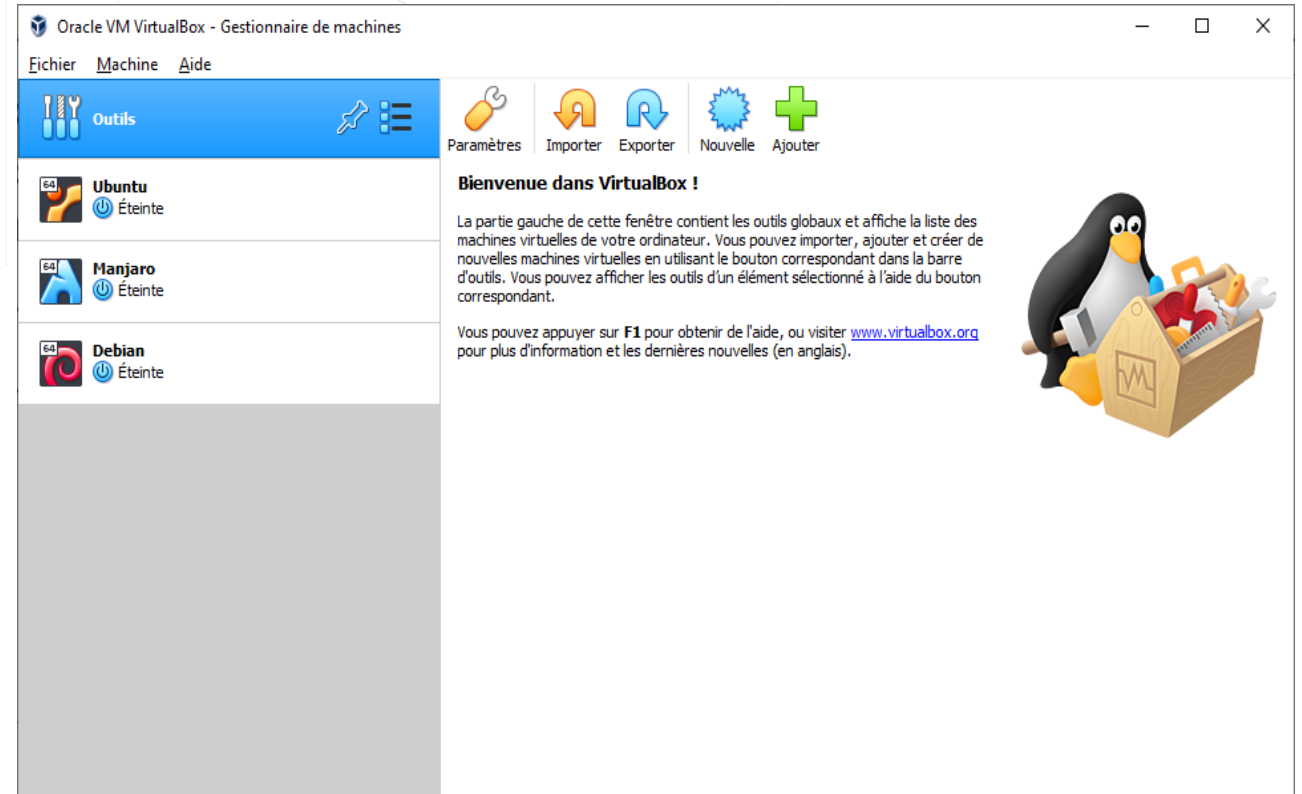 Oracle VM VirtualBox - Gestionnaire de machines
Fichier Machine Aide
Outils
64
Ubuntu
Éteinte
64
Manjaro
Éteinte
64
Debian
Éteinte
Paramètres Importer Exporter Nouvelle Ajouter
Bienvenue dans VirtualBox !
La partie gauche de cette fenêtre contient les outils globaux et affiche la liste des
machines virtuelles de votre ordinateur. Vous pouvez importer, ajouter et créer de
nouvelles machines virtuelles en utilisant le bouton correspondant dans la barre
d'outils. Vous pouvez afficher les outils d’un élément sélectionné à l’aide du bouton
correspondant.
Vous pouvez appuyer sur F1 pour obtenir de l'aide, ou visiter www.virtualbox.org
pour plus d'information et les dernières nouvelles (en anglais).